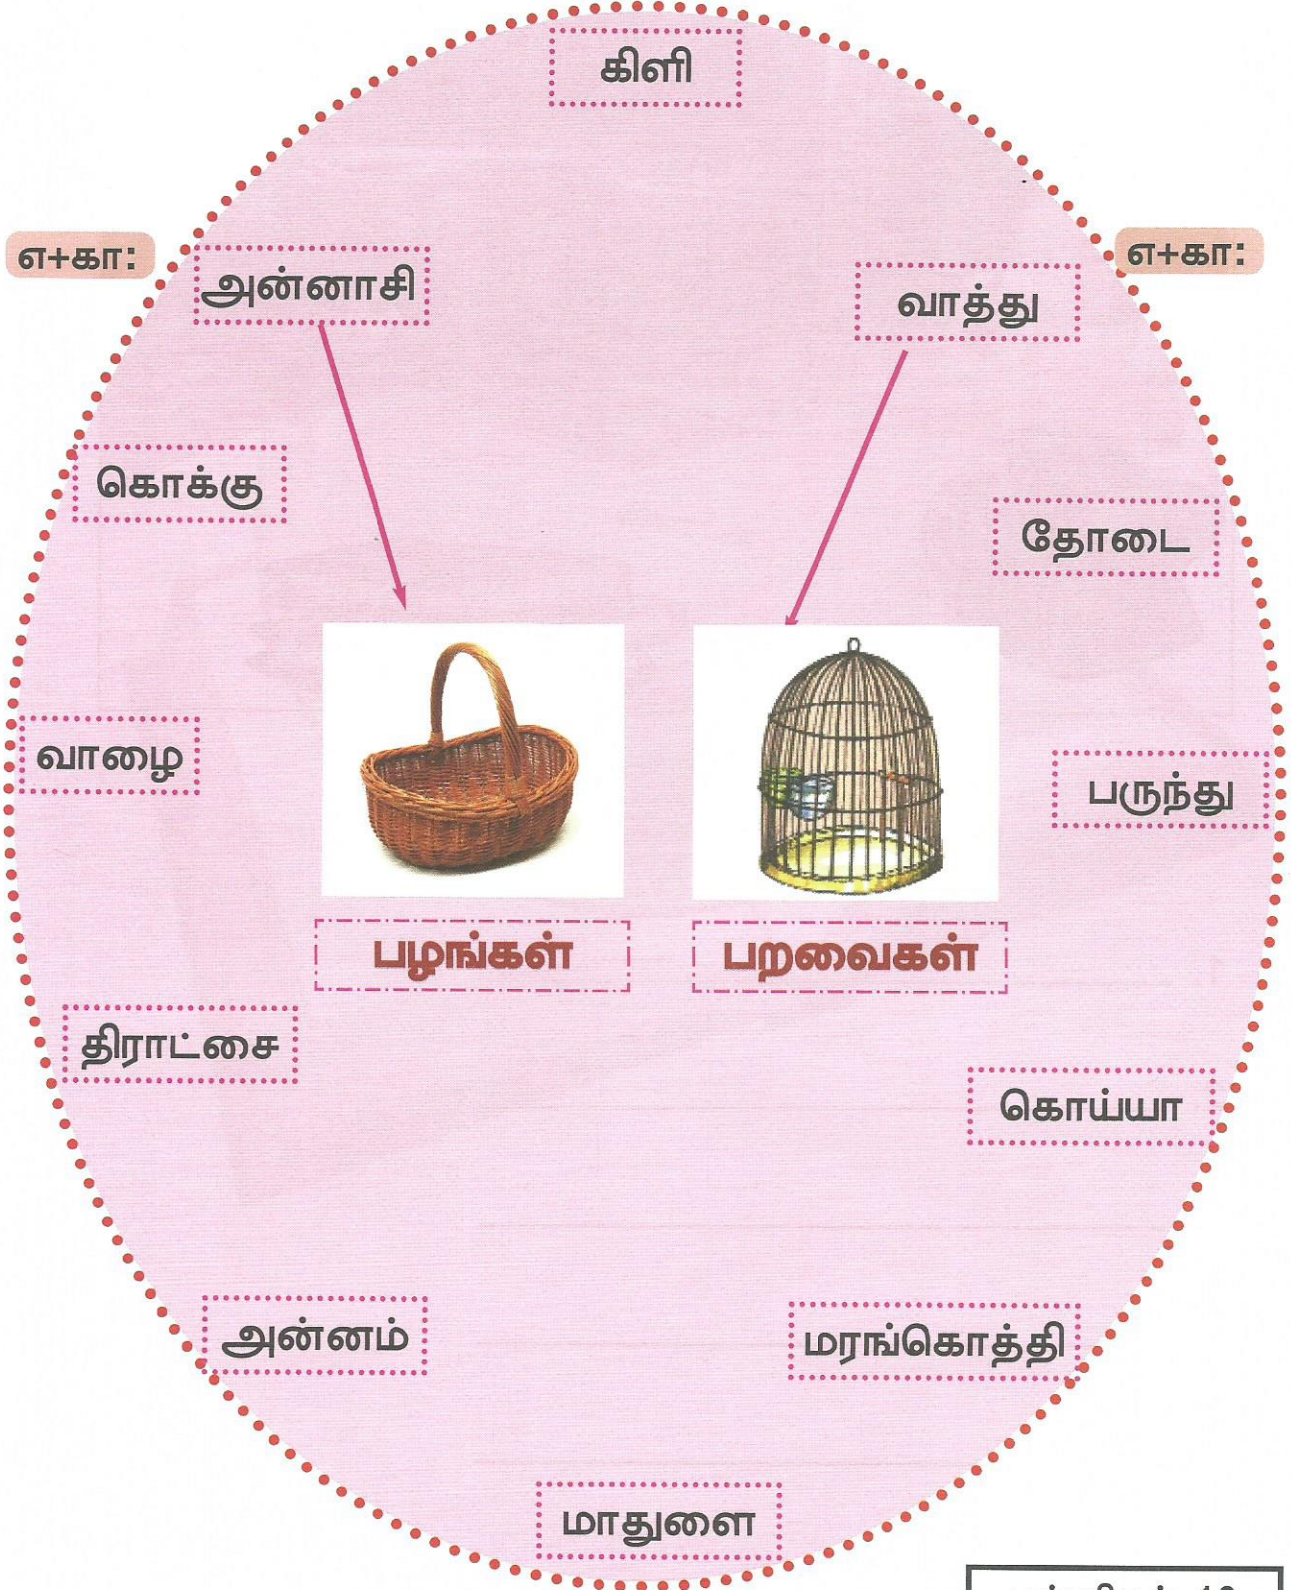 கிளி
எ+கா:
எ+கா:
அன்னாசி
வாத்து
கொக்கு
தோடை
வாழை
பருந்து
பழங்கள்
பறவைகள்
திராட்சை
கொய்யா
அன்னம்
மரங்கொத்தி
மாதுளை